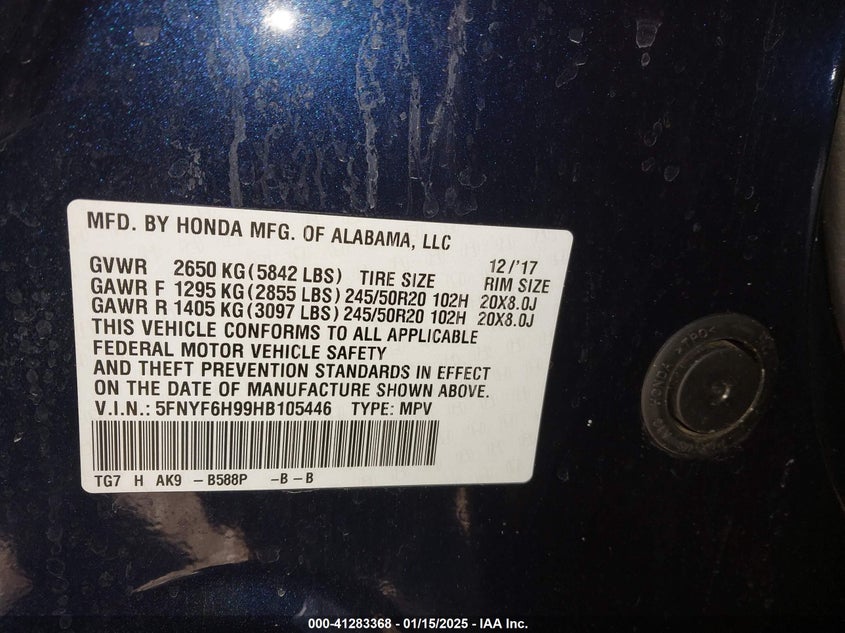 MFD. BY HONDA MFG. OF ALABAMA, LLC
12/'17
GVWR 2650 KG (5842 LBS) TIRE SIZE RIM SIZE
GAWR F 1295 KG (2855 LBS) 245/50R20 102H 20X8.0J
GAWR R 1405 KG (3097 LBS) 245/50R20 102H 20X8.0J
THIS VEHICLE CONFORMS TO ALL APPLICABLE
FEDERAL MOTOR VEHICLE SAFETY
AND THEFT PREVENTION STANDARDS IN EFFECT
ON THE DATE OF MANUFACTURE SHOWN ABOVE.
V.I.N.: 5FNYF6H99HB105446 TYPE: MPV
TG7 H AK9 – B588P –B – B
HONDA >TPO<
000-41283368 - 01/15/2025 - IAA Inc.